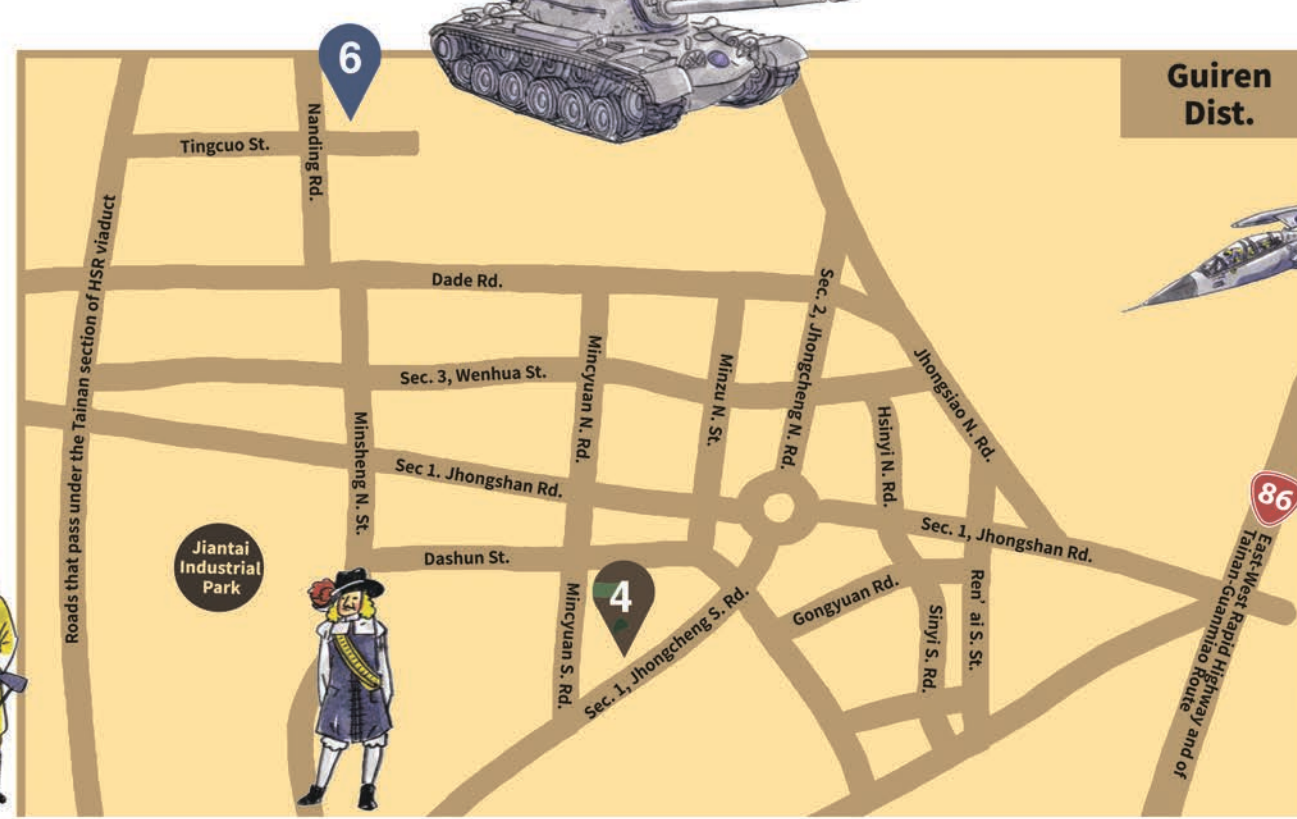 6
Guiren
Dist.
Tingcuo St.
Nanding Rd.
Roads that pass under the Tainan section of HSR viaduct
Dade Rd.
Sec. 2, Jhongcheng N. Rd.
Mincyuan N. Rd.
Minzu N. St.
Jhongsiao N. Rd.
Sec. 3, Wenhua St.
Hsinyi N. Rd.
Minsheng N. St.
Sec 1. Jhongshan Rd.
86
Sec. 1, Jhongshan Rd.
East-West Rapid Highway and of
Tainan-Guanmiao Route
Jiantai
Industrial
Park
Dashun St.
4
Mincyuan S. Rd.
Sec. 1, Jhongcheng S. Rd.
Gongyuan Rd.
Sinyi S. Rd.
Ren' ai S. St.